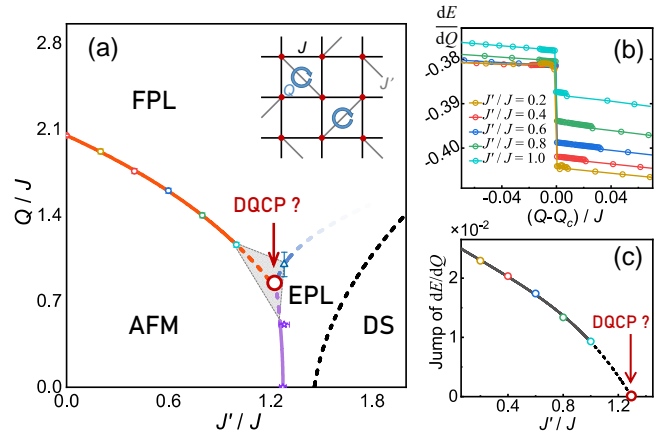 (a)
2.8
2.1
1.4
0.7
0.0
Q / J
0.0
0.6
1.2
1.8
J′ / J
FPL
AFM
EPL
DS
DQCP ?
J
Q
J′
(b)
dE
dQ
-0.38
-0.39
-0.40
J′ / J = 0.2
J′ / J = 0.4
J′ / J = 0.6
J′ / J = 0.8
J′ / J = 1.0
-0.04
0.00
0.04
(Q-Qc) / J
×10⁻²
(c)
2
1
0
Jump of dE/dQ
DQCP ?
0.4
0.8
1.2
J′ / J